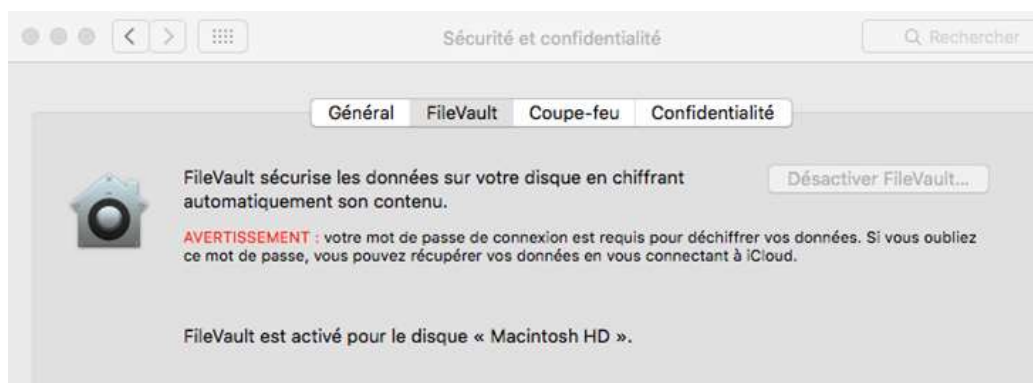 Sécurité et confidentialité
Rechercher
Général FileVault Coupe-feu Confidentialité
FileVault sécurise les données sur votre disque en chiffrant
automatiquement son contenu.
Désactiver FileVault...
AVERTISSEMENT : votre mot de passe de connexion est requis pour déchiffrer vos données. Si vous oubliez
ce mot de passe, vous pouvez récupérer vos données en vous connectant à iCloud.
FileVault est activé pour le disque « Macintosh HD ».